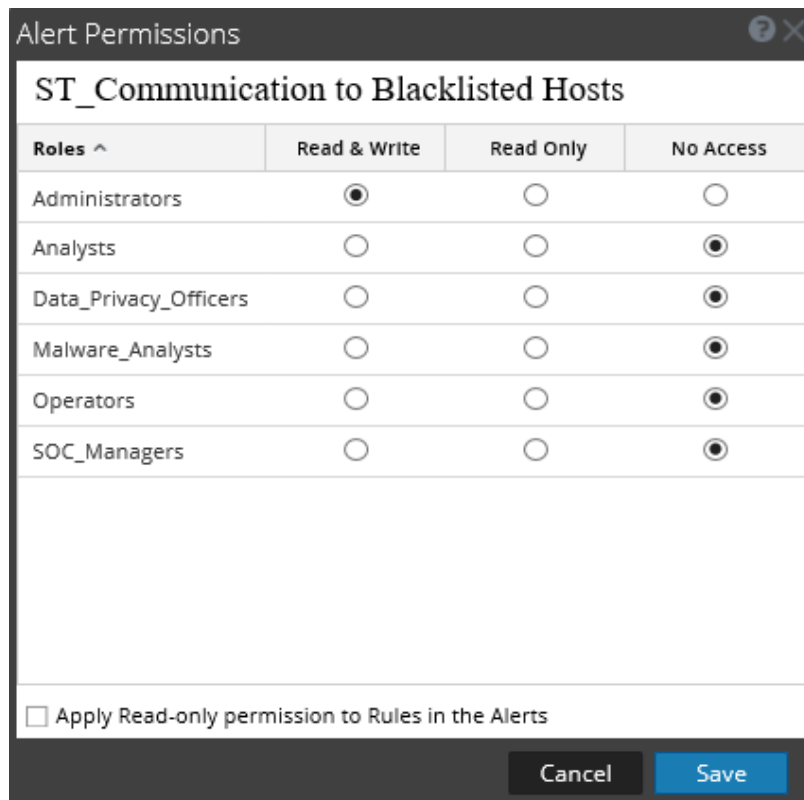 Alert Permissions
ST_Communication to Blacklisted Hosts
Roles Read & Write Read Only No Access
Administrators
Analysts
Data_Privacy_Officers
Malware_Analysts
Operators
SOC_Managers
Apply Read-only permission to Rules in the Alerts
Cancel Save